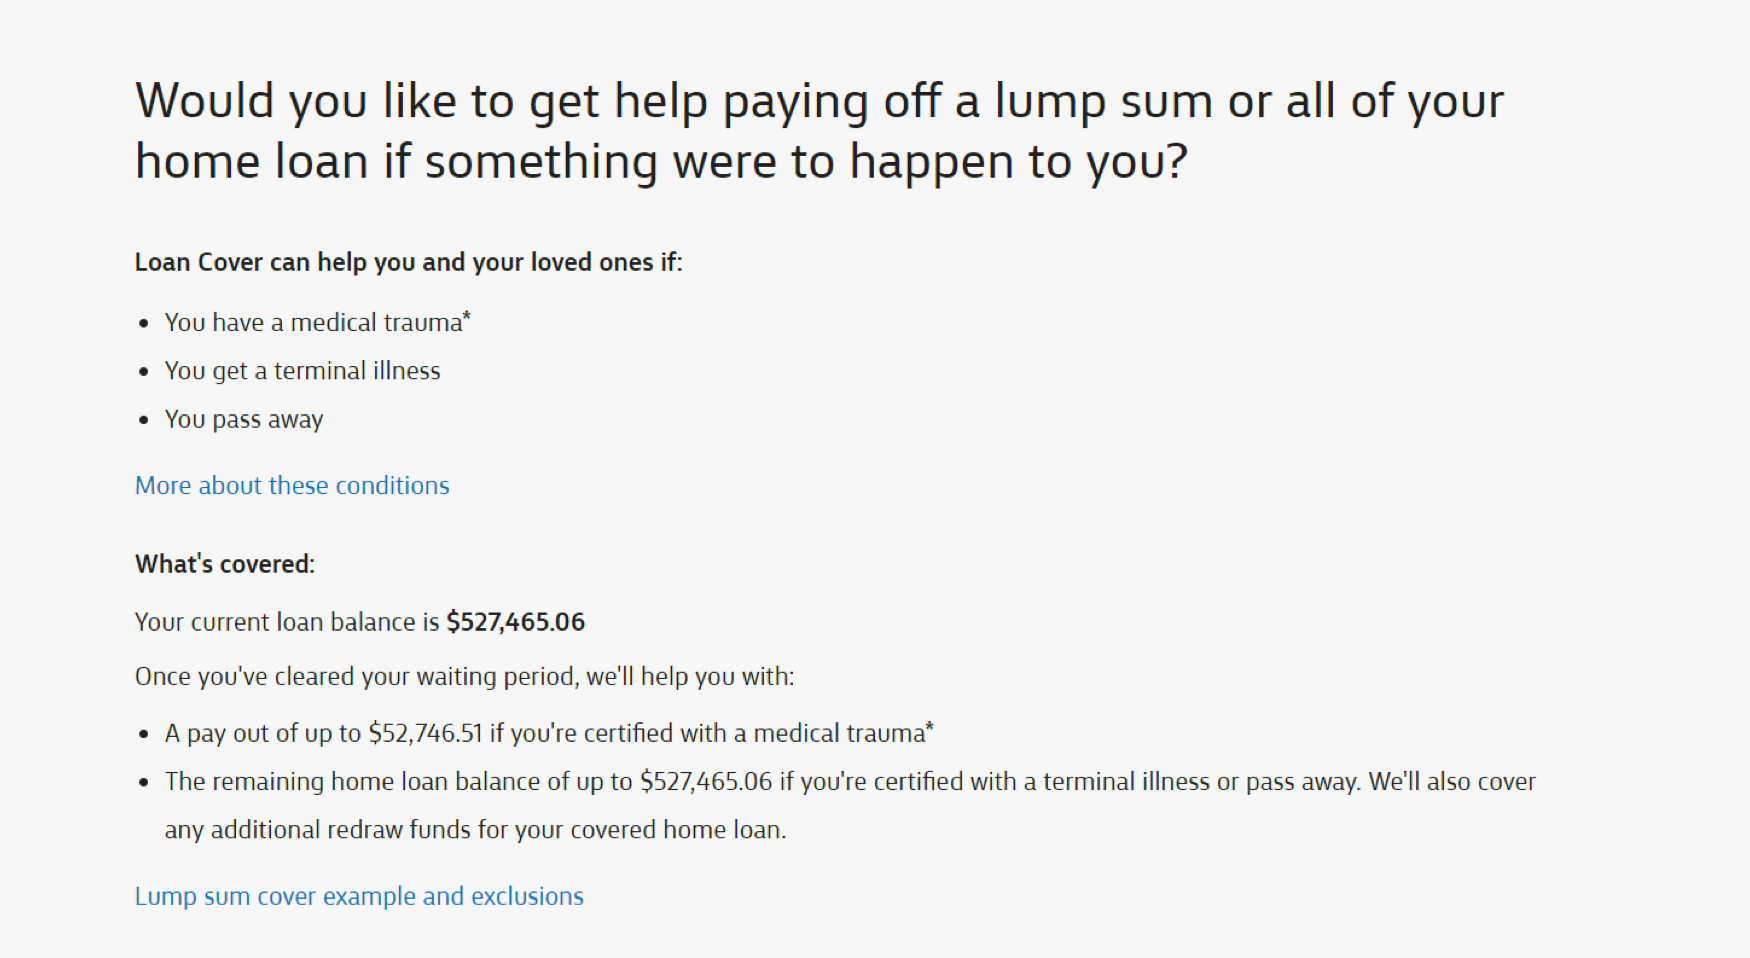 Would you like to get help paying off a lump sum or all of your
home loan if something were to happen to you?
Loan Cover can help you and your loved ones if:
• You have a medical trauma*
• You get a terminal illness
• You pass away
More about these conditions
What's covered:
Your current loan balance is $527,465.06
Once you've cleared your waiting period, we'll help you with:
• A pay out of up to $52,746.51 if you're certified with a medical trauma*
• The remaining home loan balance of up to $527,465.06 if you're certified with a terminal illness or pass away. We'll also cover
any additional redraw funds for your covered home loan.
Lump sum cover example and exclusions